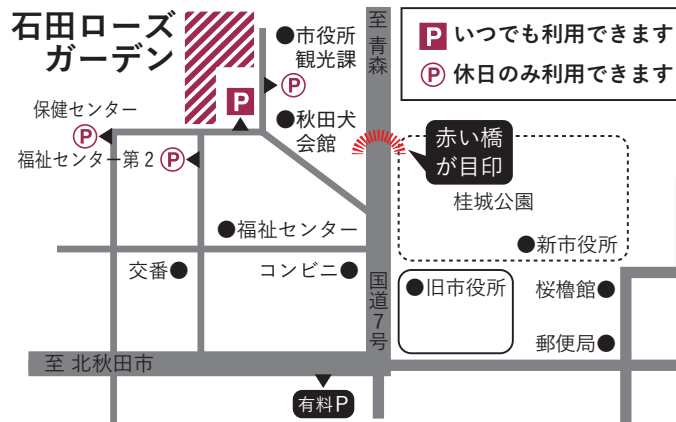 石田ローズ
ガーデン
●市役所
観光課
至 青森
P いつでも利用できます
P 休日のみ利用できます
P
P
保健センター
P
福祉センター第2 P
●秋田犬
会館
赤い橋
が目印
桂城公園
●福祉センター
●新市役所
交番●
コンビニ●
国道7号
●旧市役所
桜櫓館●
郵便局●
至 北秋田市
有料P